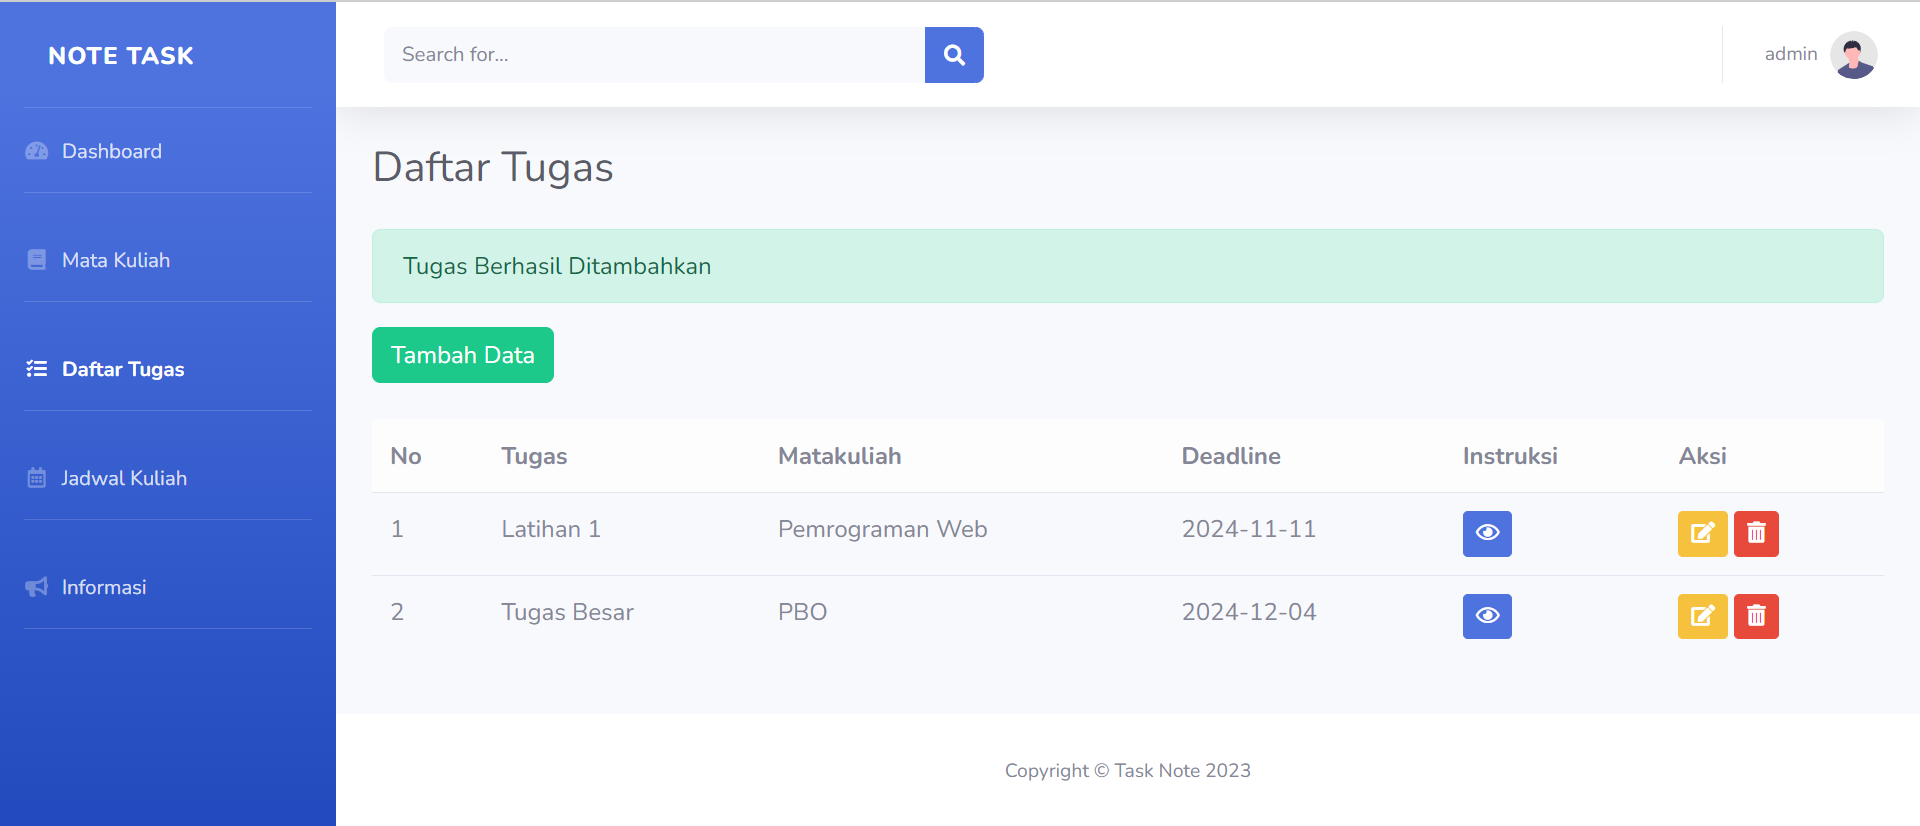 NOTE TASK
Dashboard
Mata Kuliah
Daftar Tugas
Jadwal Kuliah
Informasi
Search for...
admin
Daftar Tugas
Tugas Berhasil Ditambahkan
Tambah Data
No Tugas Matakuliah Deadline Instruksi Aksi
1 Latihan 1 Pemrograman Web 2024-11-11
2 Tugas Besar PBO 2024-12-04
Copyright © Task Note 2023